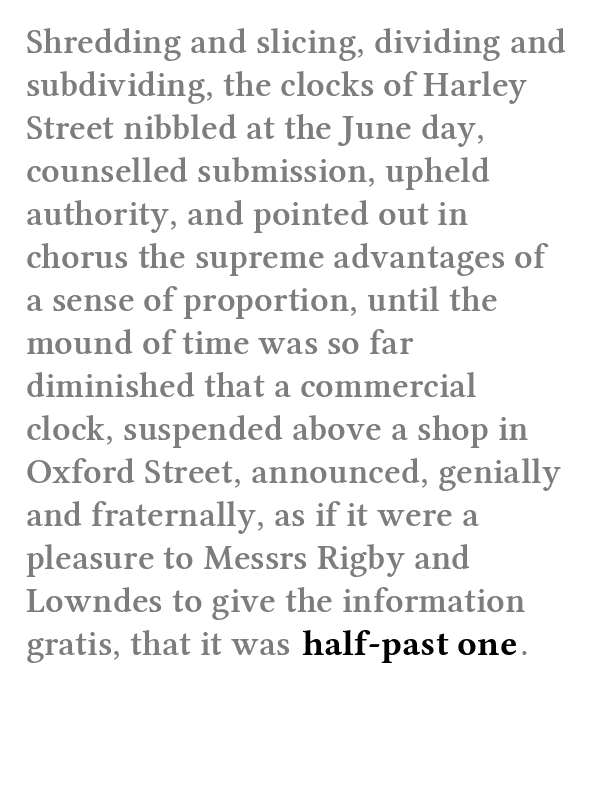 Shredding and slicing, dividing and
subdividing, the clocks of Harley
Street nibbled at the June day,
counselled submission, upheld
authority, and pointed out in
chorus the supreme advantages of
a sense of proportion, until the
mound of time was so far
diminished that a commercial
clock, suspended above a shop in
Oxford Street, announced, genially
and fraternally, as if it were a
pleasure to Messrs Rigby and
Lowndes to give the information
gratis, that it was half-past one.